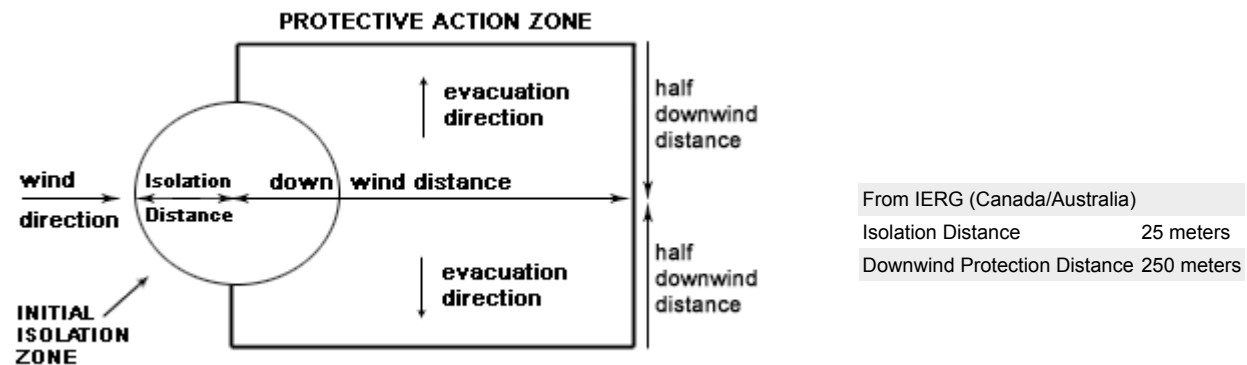 PROTECTIVE ACTION ZONE
evacuation
direction
half
downwind
distance
wind
direction
Isolation
Distance
down wind distance
evacuation
direction
half
downwind
distance
INITIAL
ISOLATION
ZONE
From IERG (Canada/Australia)
Isolation Distance 25 meters
Downwind Protection Distance 250 meters